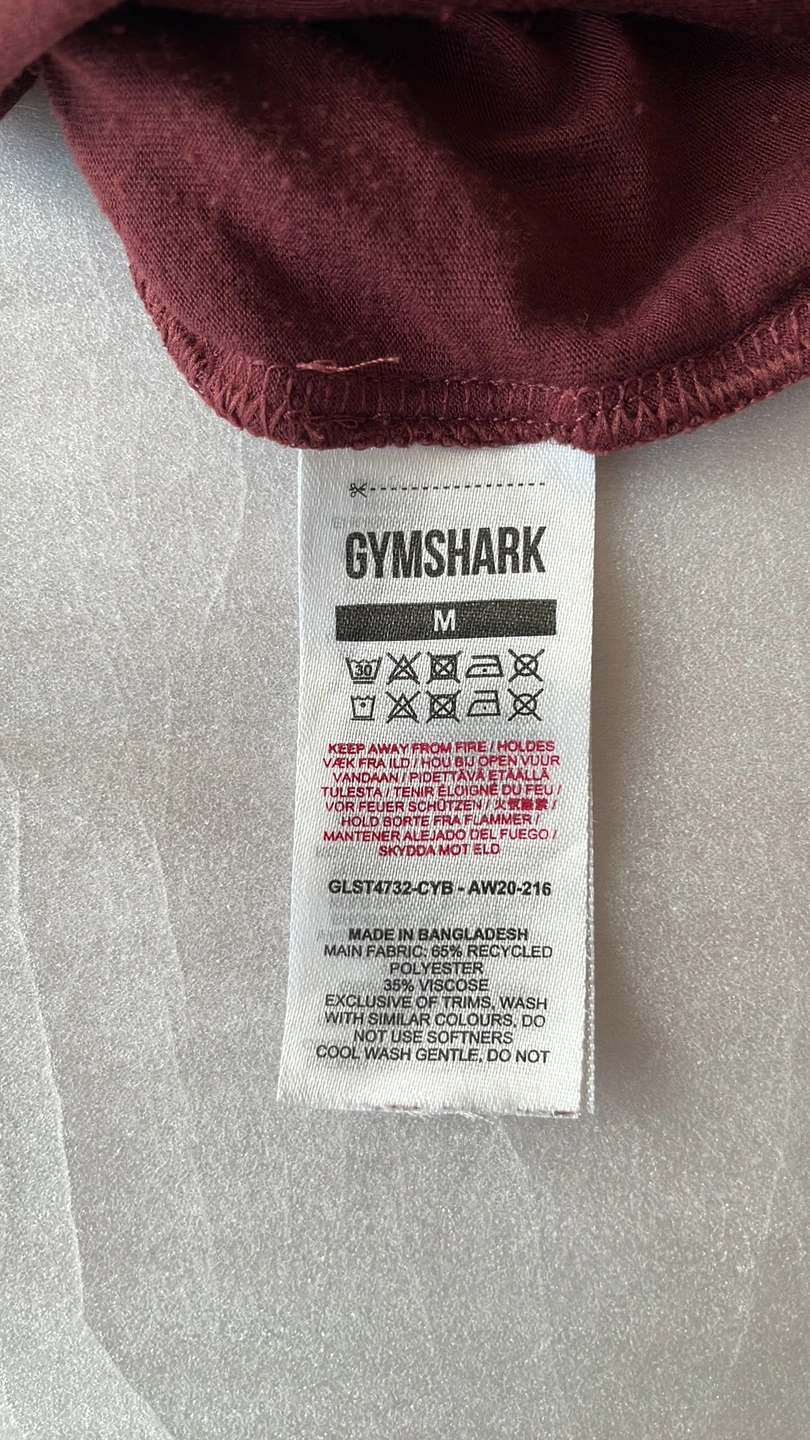 GYMSHARK
M
30
KEEP AWAY FROM FIRE / HOLDES
VÆK FRA ILD / HOU BIJ OPEN VUUR
VANDAAN / PIDETTÄVÄ ETÄÄLLÄ
TULESTA / TENIR ÉLOIGNÉ DU FEU /
VOR FEUER SCHÜTZEN / 火気厳禁 /
HOLD BORTE FRA FLAMMER /
MANTENER ALEJADO DEL FUEGO /
SKYDDA MOT ELD
GLST4732-CYB - AW20-216
MADE IN BANGLADESH
MAIN FABRIC: 65% RECYCLED
POLYESTER
35% VISCOSE
EXCLUSIVE OF TRIMS, WASH
WITH SIMILAR COLOURS, DO
NOT USE SOFTNERS
COOL WASH GENTLE, DO NOT